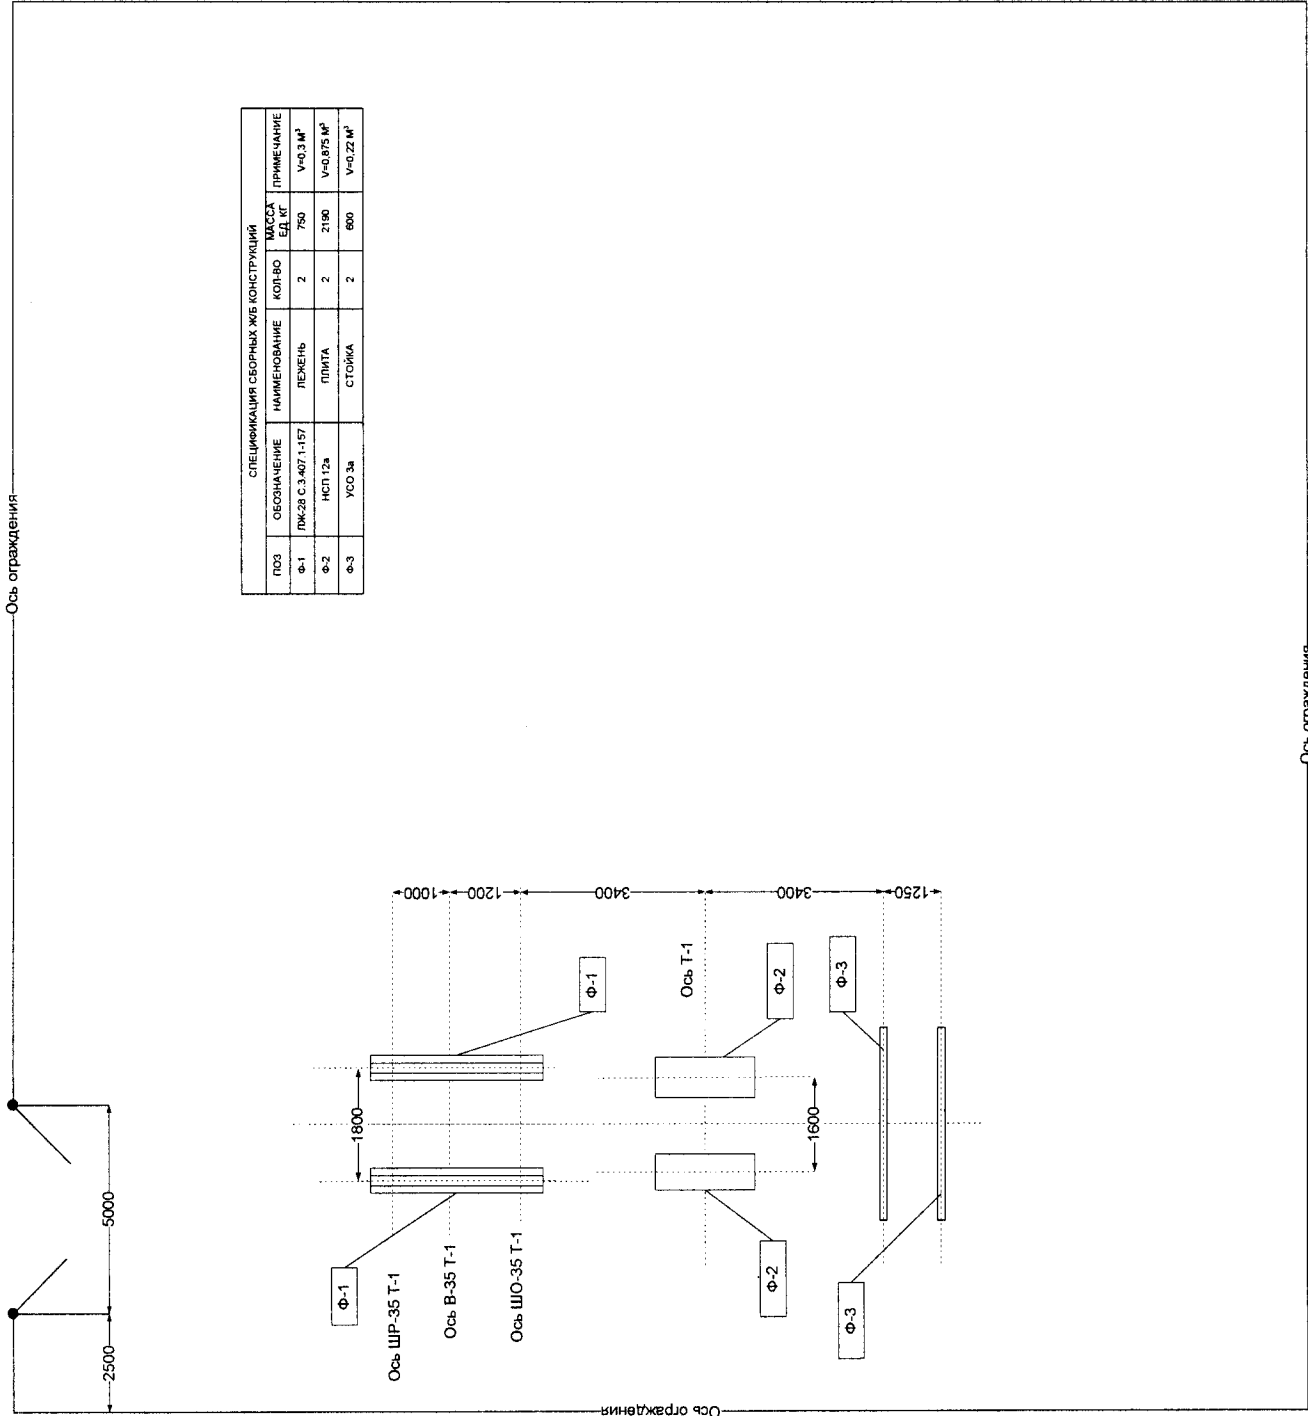 Ось ограждения
СПЕЦИФИКАЦИЯ СБОРНЫХ Ж/Б КОНСТРУКЦИЙ
ПОЗ ОБОЗНАЧЕНИЕ НАИМЕНОВАНИЕ КОЛ-ВО МАССА ЕД, КГ ПРИМЕЧАНИЕ
Ф-1 ЛЖ-28 С.3.407.1-157 ЛЕЖЕНЬ 2 750 V=0,3 М³
Ф-2 НСП 12а ПЛИТА 2 2190 V=0,875 М³
Ф-3 УСО 3а СТОЙКА 2 600 V=0,22 М³
2500
5000
Ф-1
1800
Ось ШР-35 Т-1
Ось В-35 Т-1
Ось ШО-35 Т-1
1000
1200
3400
3400
1250
Ф-1
Ось Т-1
Ф-2
Ф-2
1600
Ф-3
Ф-3
Ось ограждения
Ось ограждения